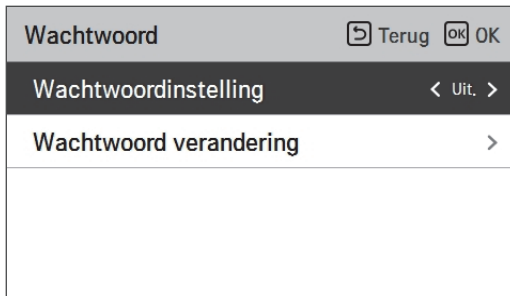 Wachtwoord Terug OK OK
Wachtwoordinstelling < Uit. >
Wachtwoord verandering >